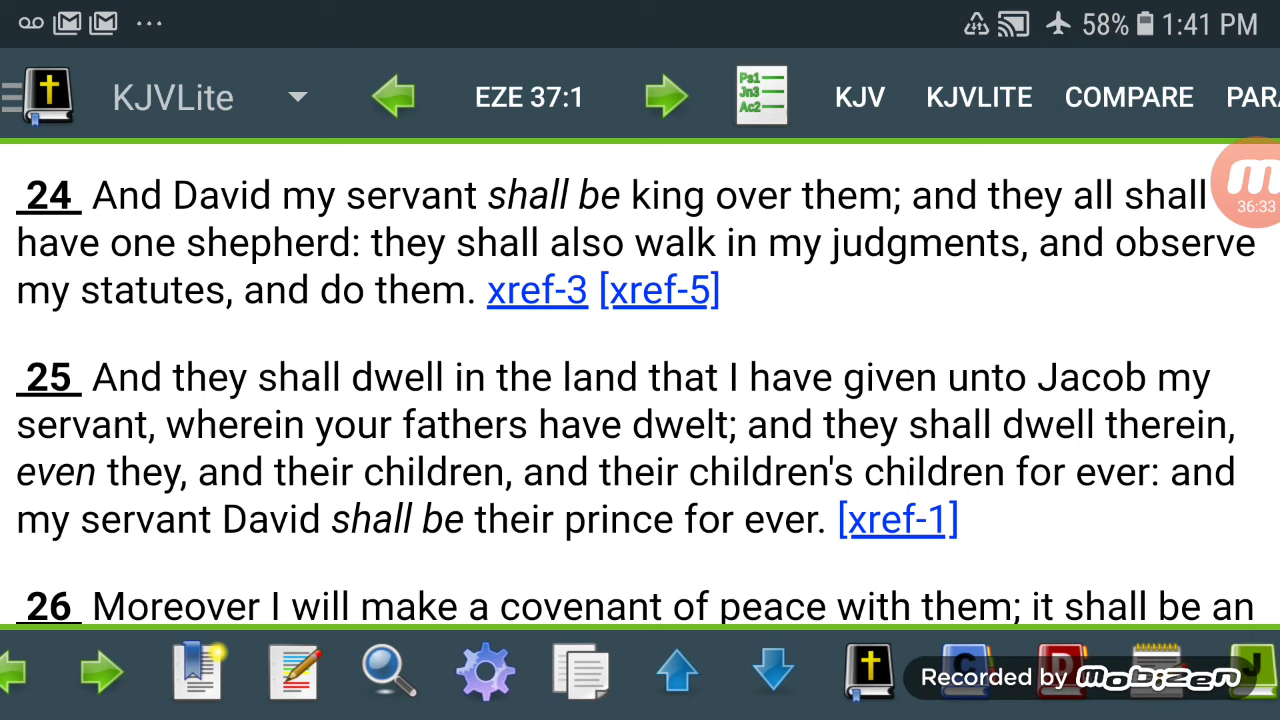 58% 1:41 PM
KJVLite EZE 37:1 Ps1 Jn3 Ac2 KJV KJVLITE COMPARE PAR
36:33
24 And David my servant shall be king over them; and they all shall
have one shepherd: they shall also walk in my judgments, and observe
my statutes, and do them. xref-3 [xref-5]
25 And they shall dwell in the land that I have given unto Jacob my
servant, wherein your fathers have dwelt; and they shall dwell therein,
even they, and their children, and their children's children for ever: and
my servant David shall be their prince for ever. [xref-1]
26 Moreover I will make a covenant of peace with them; it shall be an
Recorded by mobizen